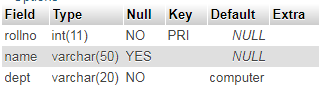 Field Type Null Key Default Extra
rollno int(11) NO PRI NULL
name varchar(50) YES NULL
dept varchar(20) NO computer